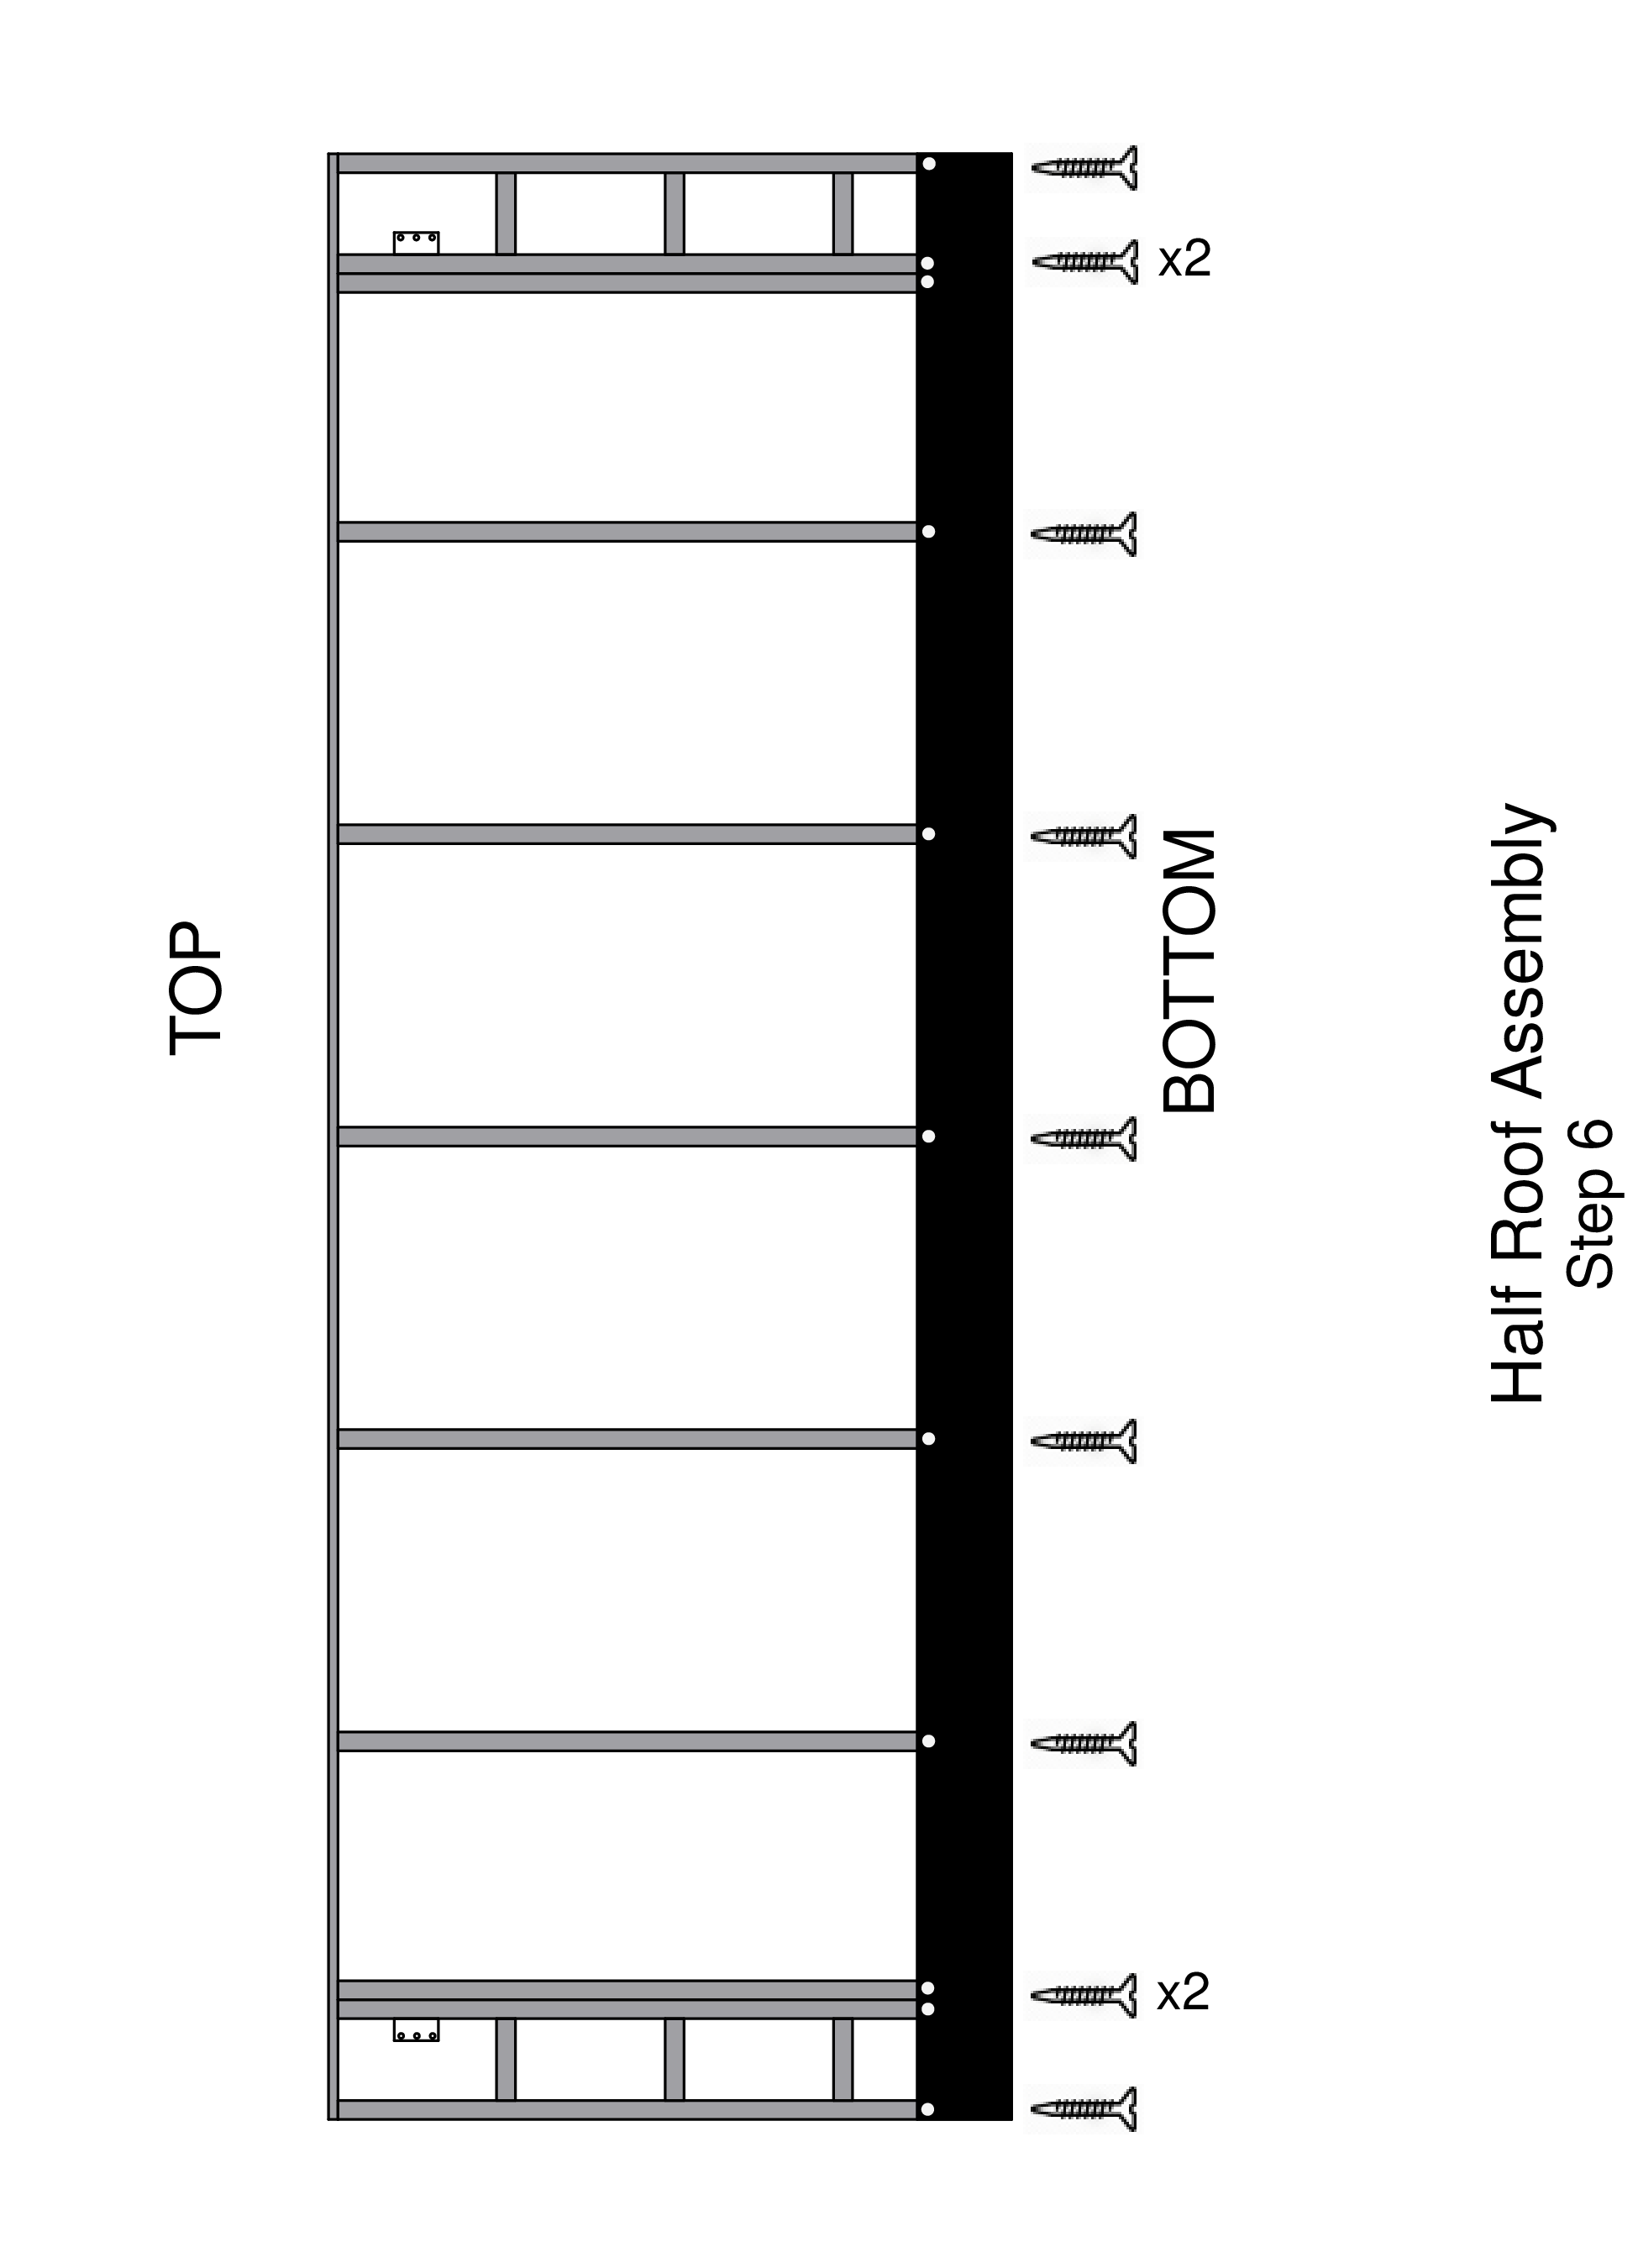 TOP
x2
BOTTOM
x2
Half Roof Assembly
Step 6